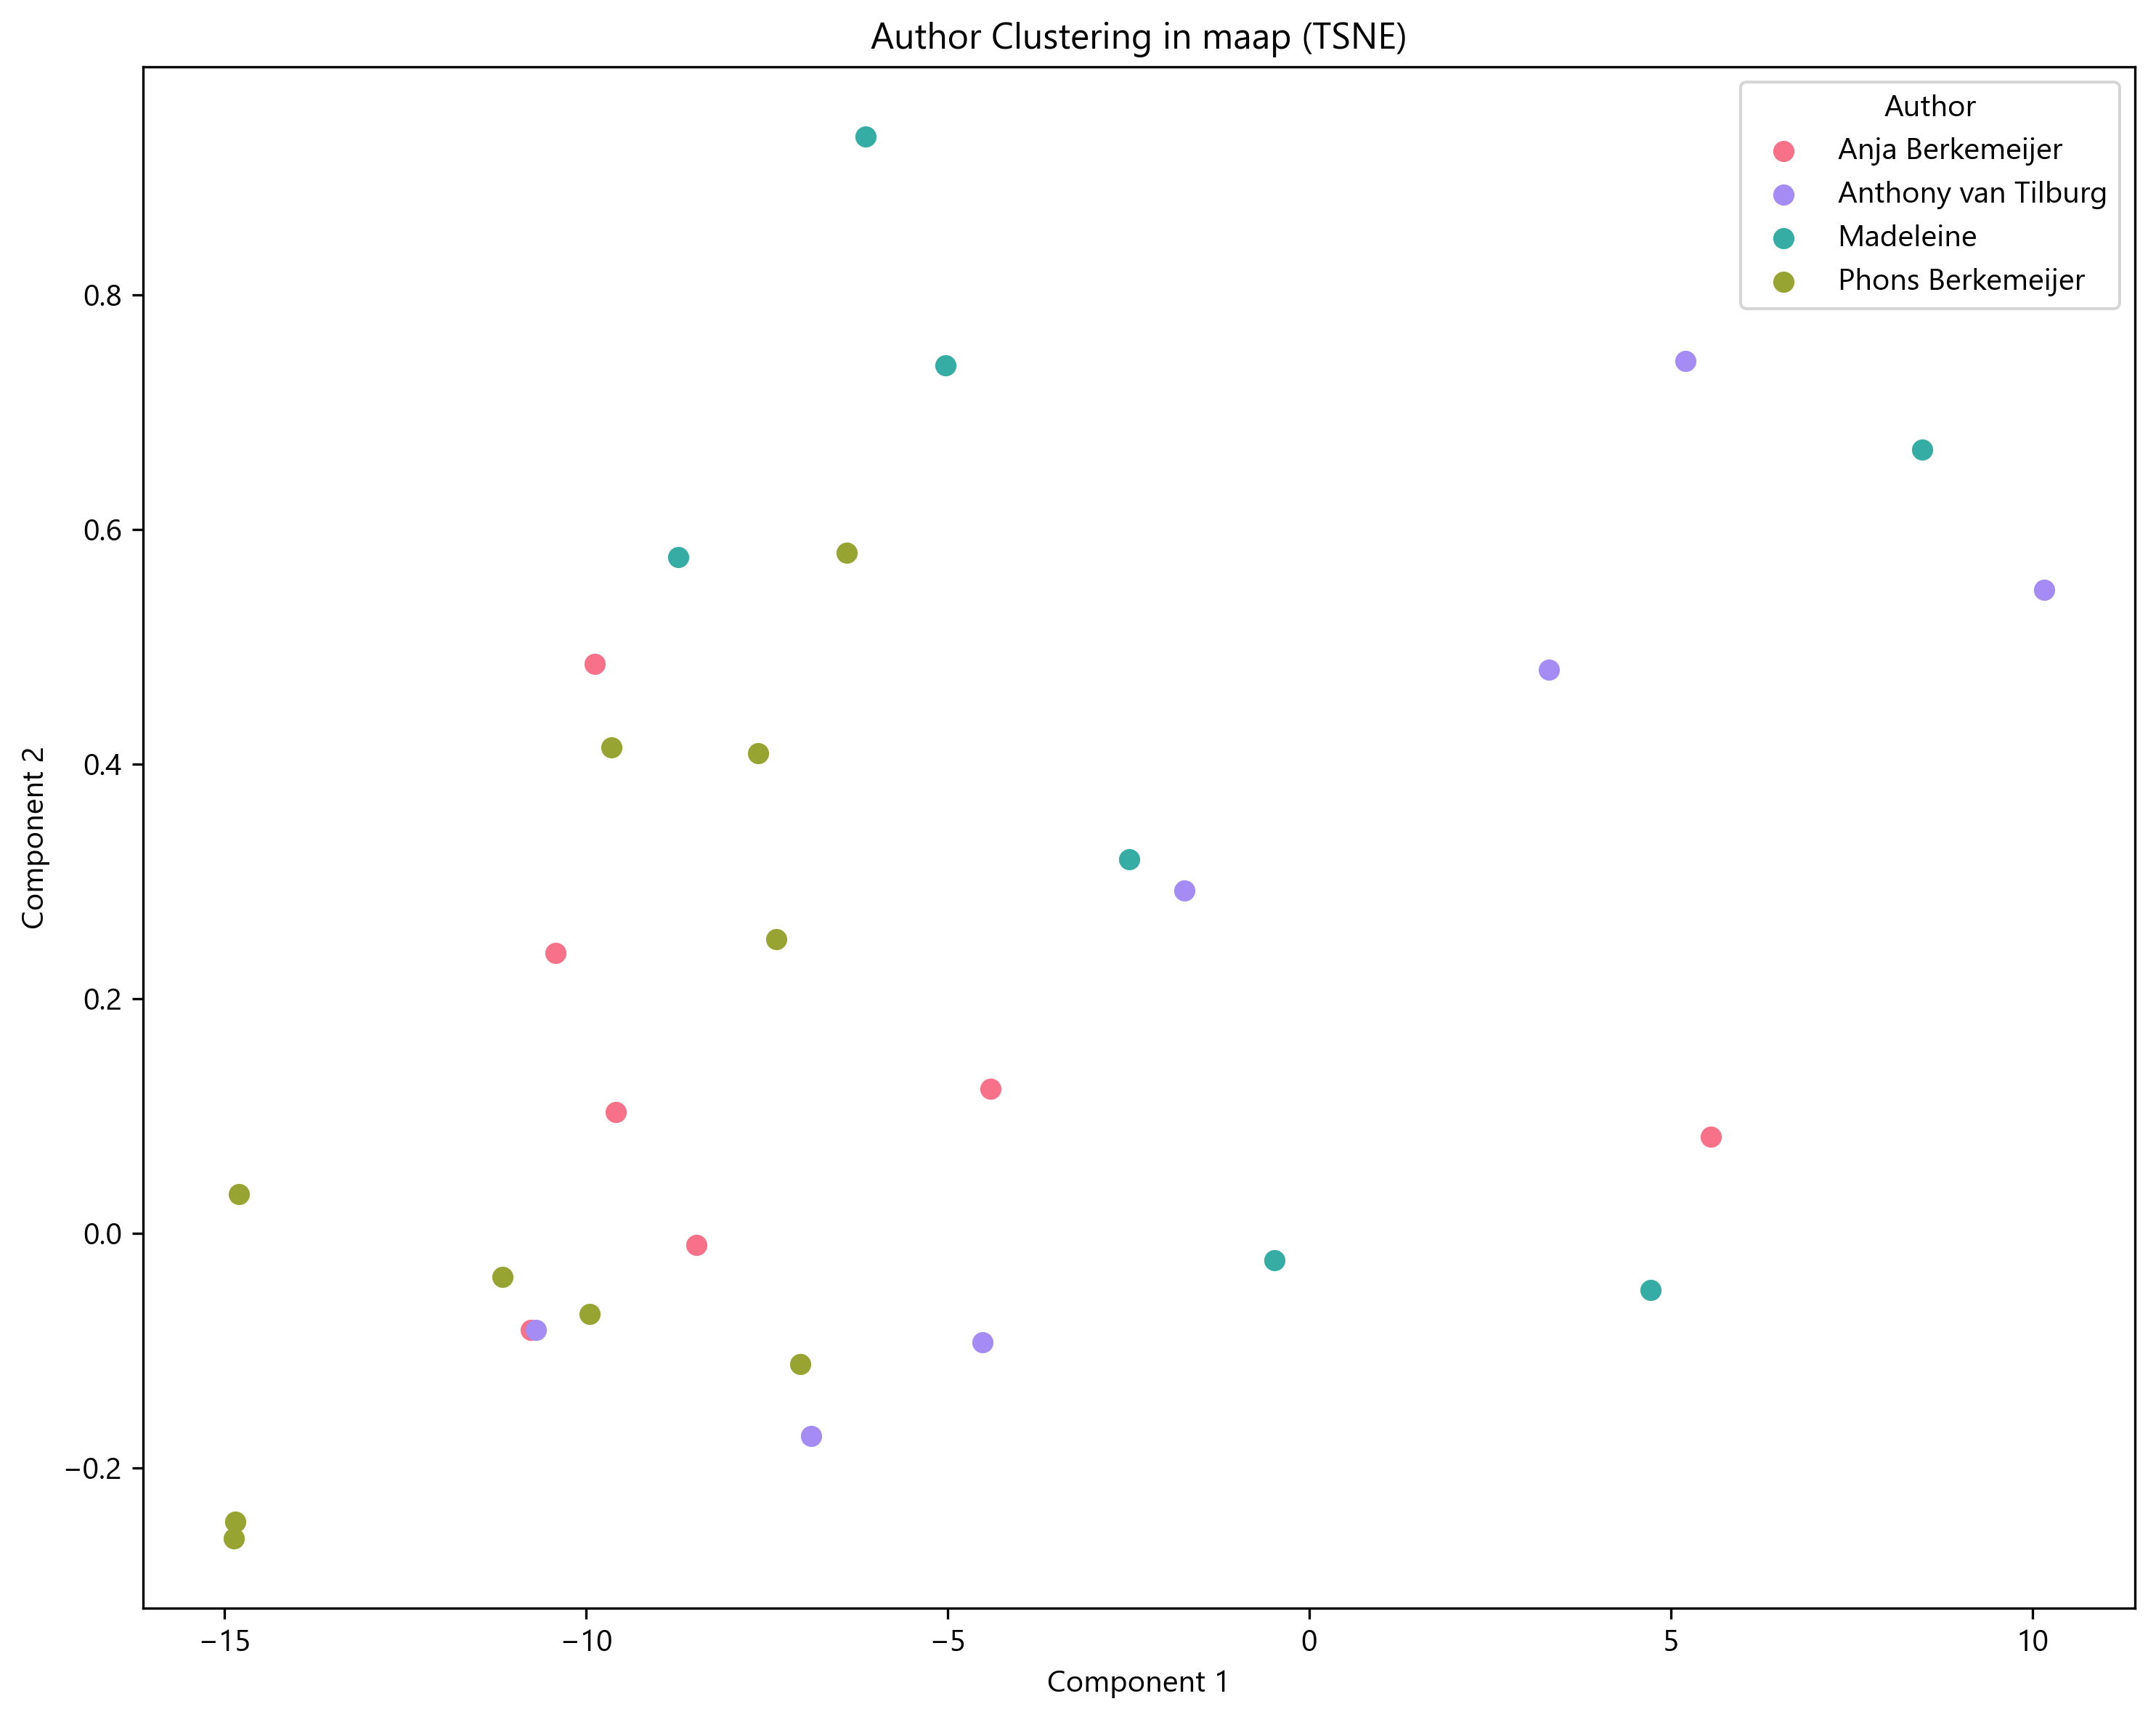 Author Clustering in maap (TSNE)
Author
Anja Berkemeijer
Anthony van Tilburg
Madeleine
Phons Berkemeijer
Component 2
0.8
0.6
0.4
0.2
0.0
−0.2
−15
−10
−5
0
5
10
Component 1